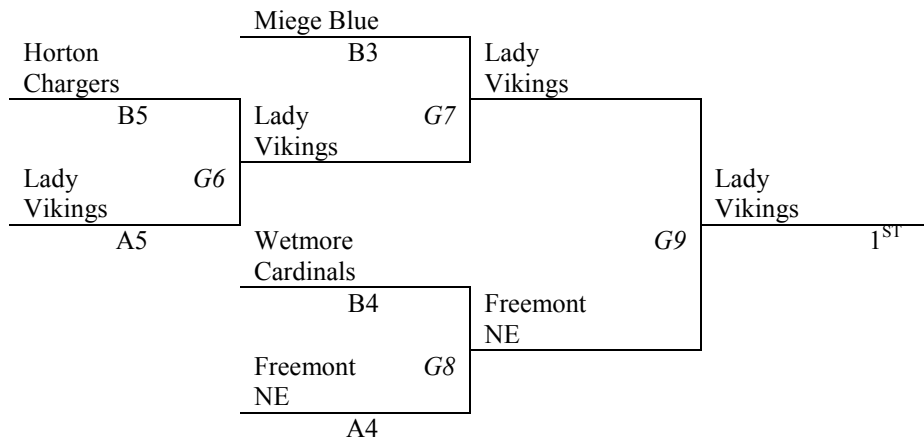 Miege Blue
B3
Horton
Chargers
B5
Lady
Vikings
G7
Lady
Vikings
Lady
Vikings
G6
A5
Lady
Vikings
G9
1ST
Wetmore
Cardinals
B4
Freemont
NE
Freemont
NE
G8
A4